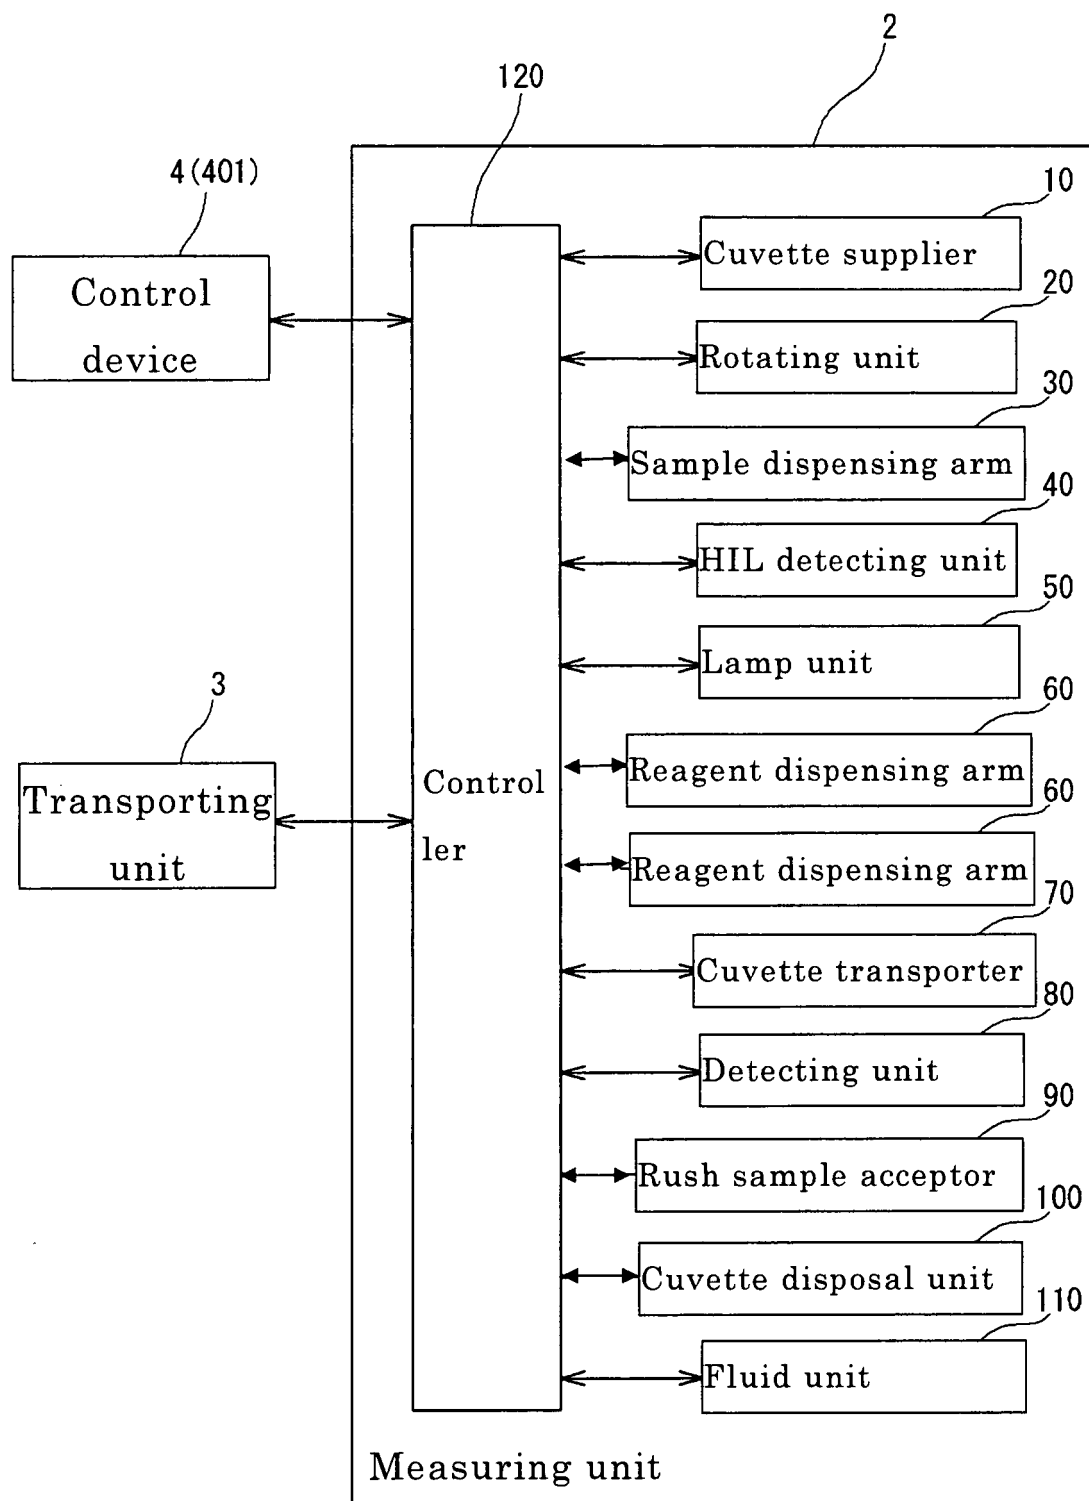 2
120
4(401)
10
Control
device
Cuvette supplier
20
Rotating unit
30
Sample dispensing arm
40
HIL detecting unit
50
Lamp unit
3
60
Transporting
unit
Reagent dispensing arm
Control
ler
60
Reagent dispensing arm
70
Cuvette transporter
80
Detecting unit
90
Rush sample acceptor
100
Cuvette disposal unit
110
Fluid unit
Measuring unit